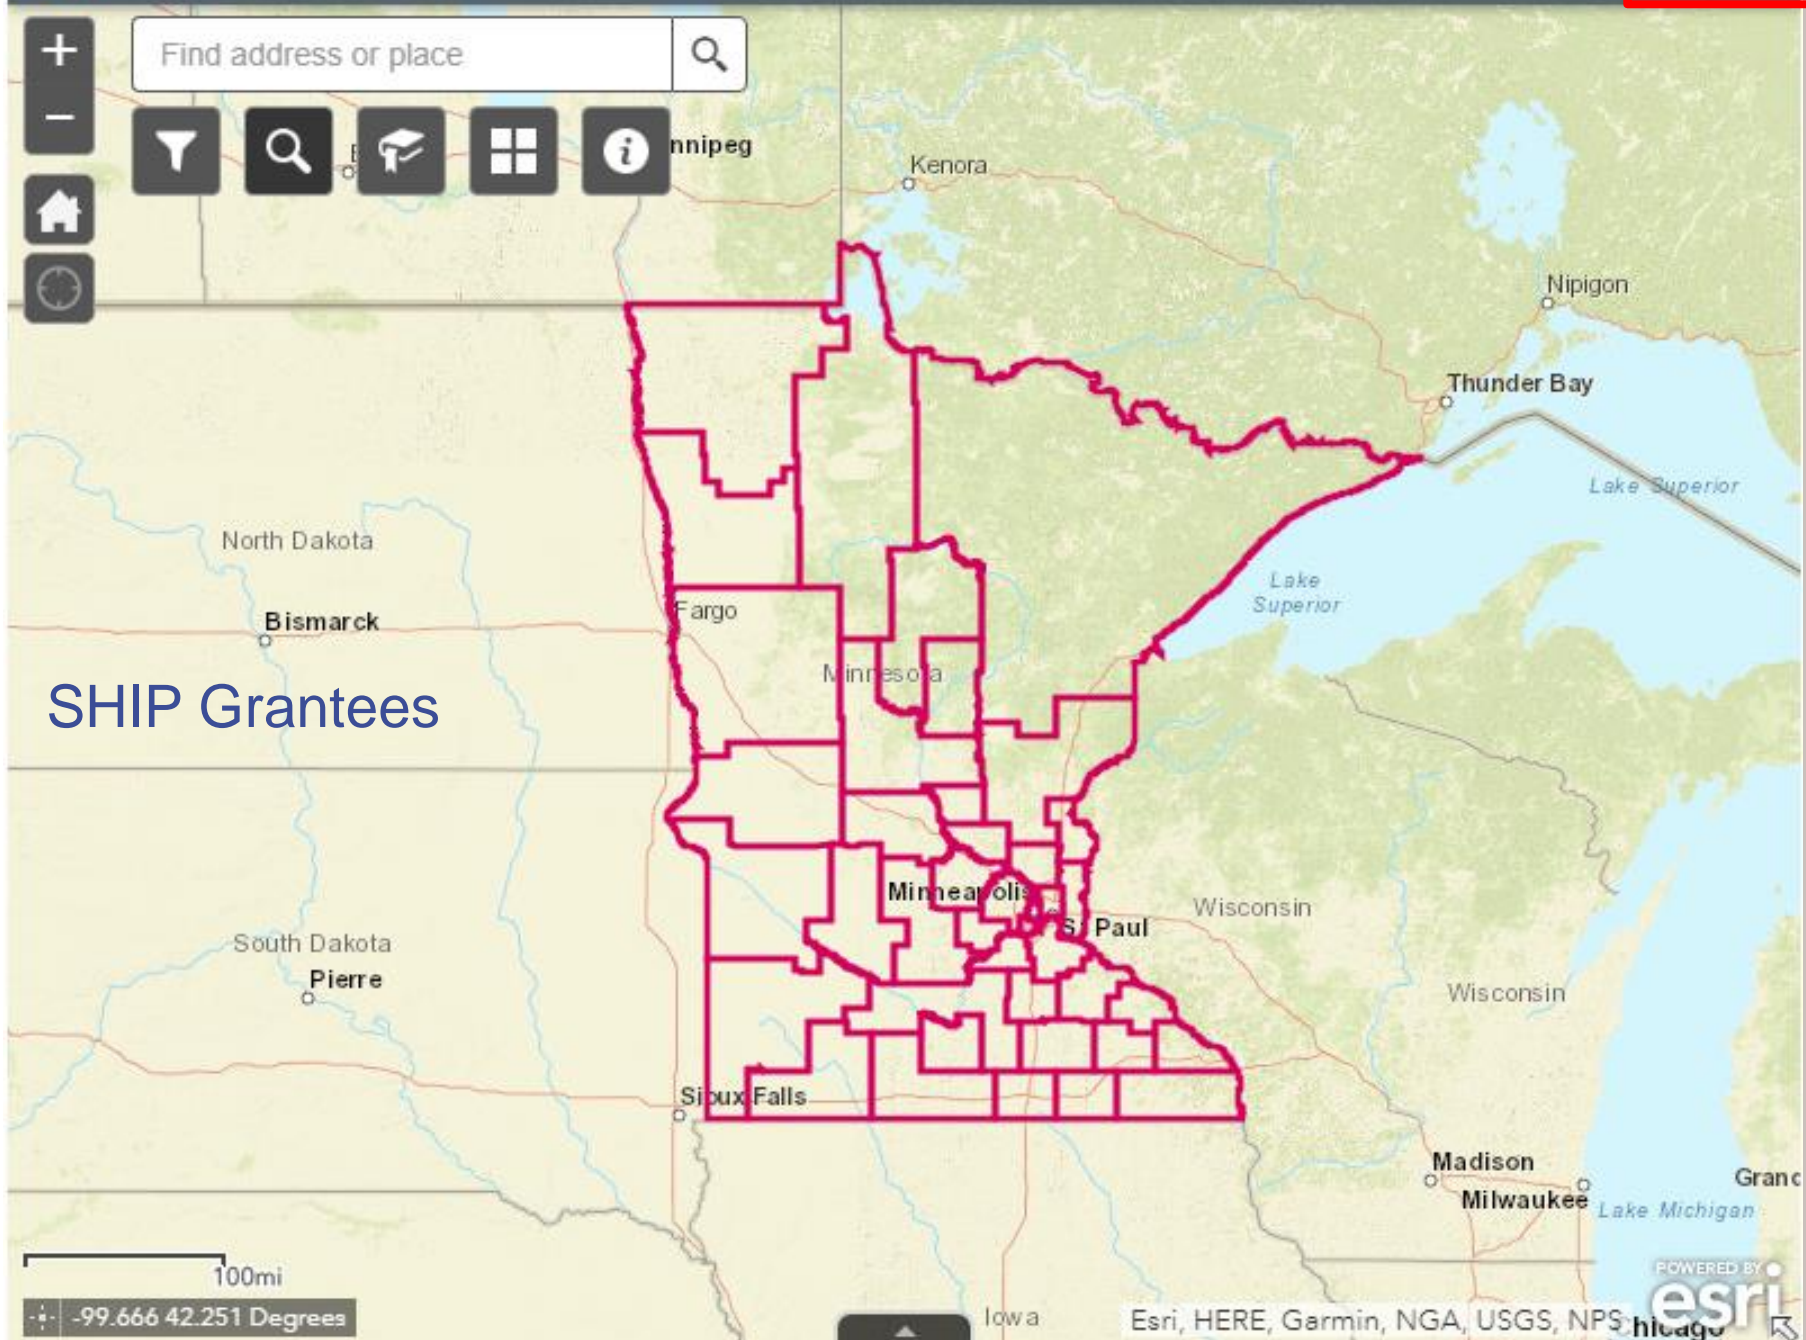 Find address or place
nnipeg
Kenora
Nipigon
Thunder Bay
Lake Superior
North Dakota
Lake
Superior
Fargo
Bismarck
Minnesota
SHIP Grantees
Minneapolis
St Paul
Wisconsin
South Dakota
Pierre
Wisconsin
Sioux Falls
Madison
Milwaukee
Grand
Lake Michigan
100mi
POWERED BY
esri
-99.666 42.251 Degrees
Iowa
Esri, HERE, Garmin, NGA, USGS, NPS
Chicago